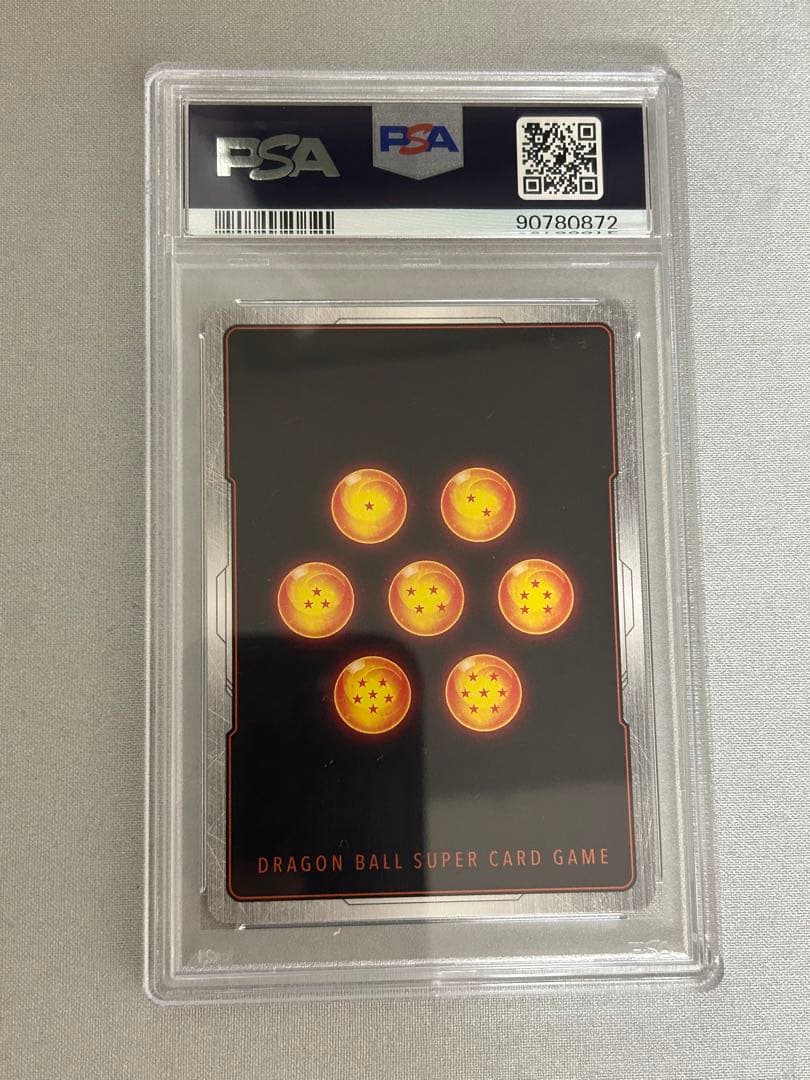 PSA
PSA
90780872
DRAGON BALL SUPER CARD GAME